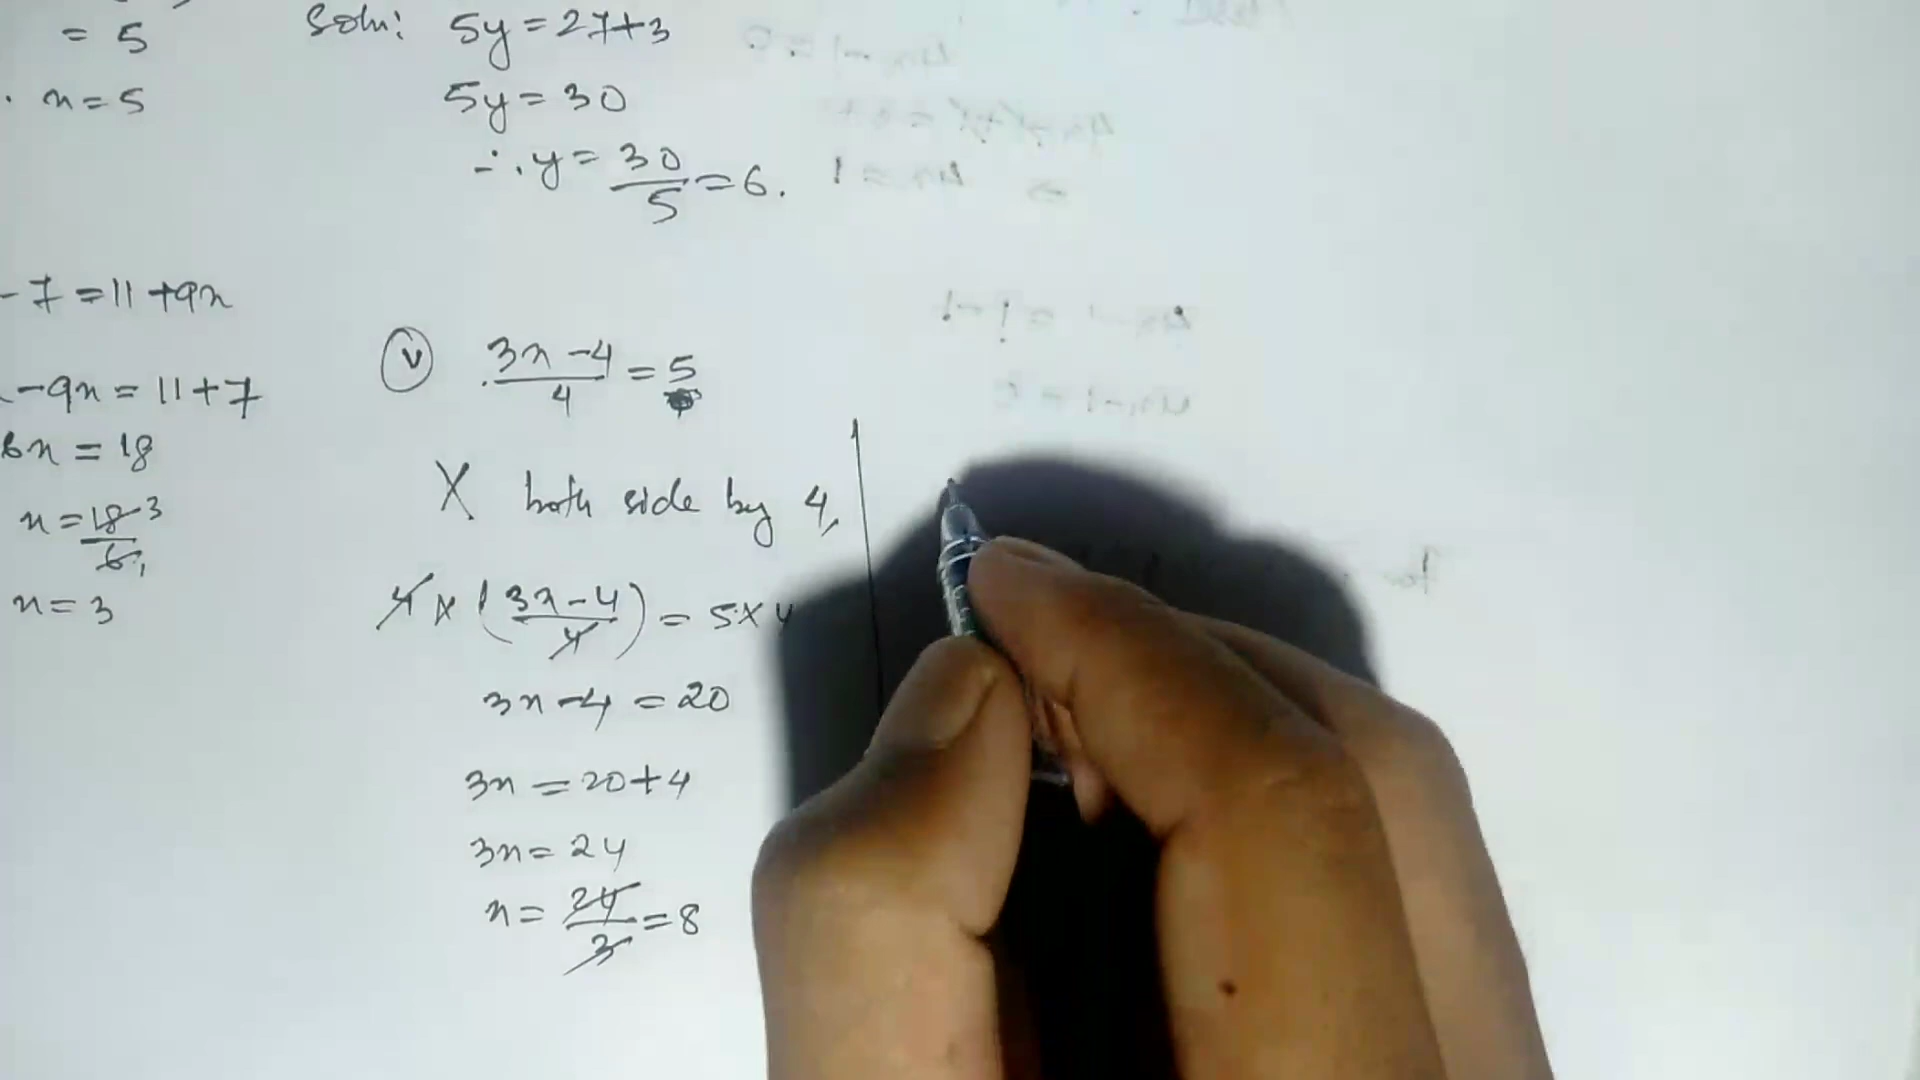 = 5
n = 5
- 7 = 11 + 9n
- 9n = 11 + 7
6n = 18
n = 18/6 3 1
n = 3
Soln: 5y = 27 + 3
5y = 30
∴ y = 30/5 = 6.
(v) 3n - 4/4 = 5
X both side by 4,
4 x (3n - 4/4) = 5 x 4
3n - 4 = 20
3n = 20 + 4
3n = 24
n = 24/3 = 8